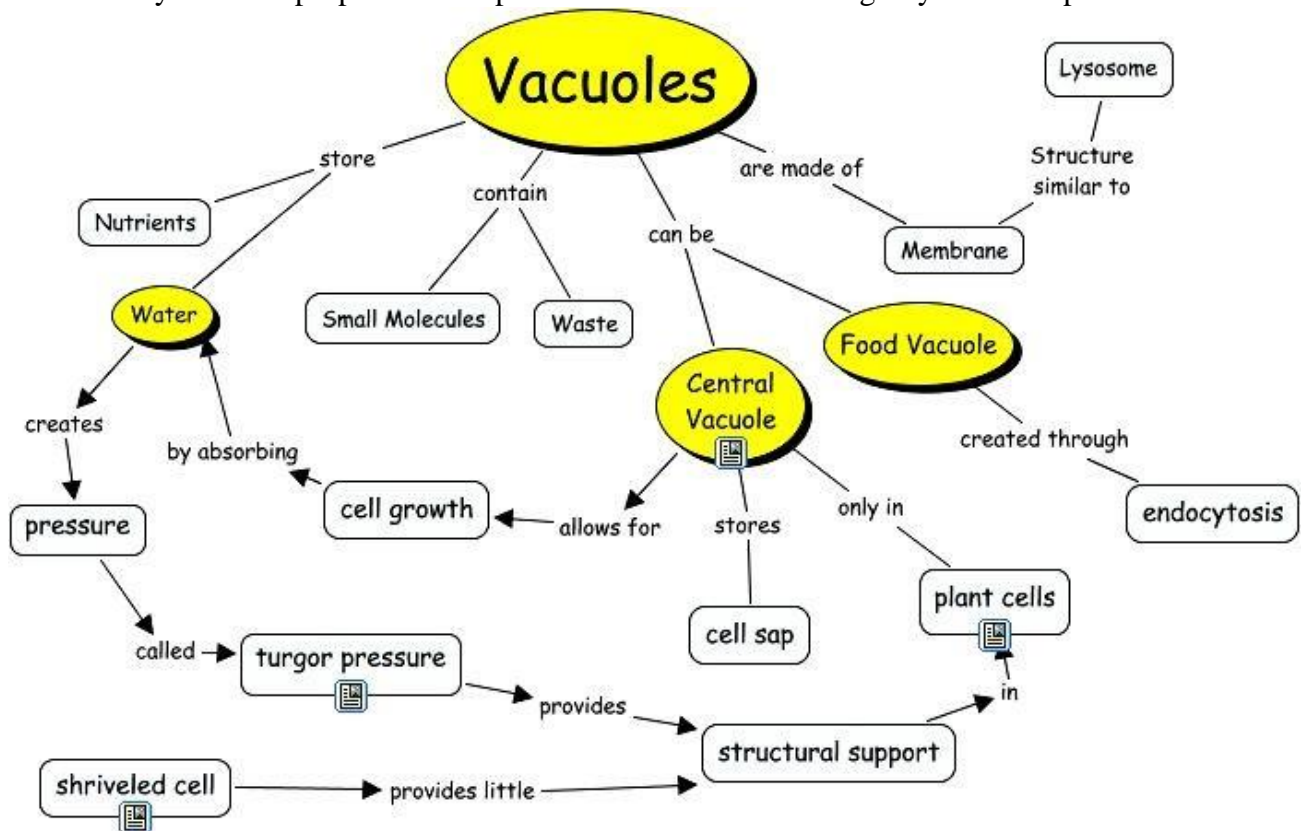 Vacuoles
Lysosome
store
are made of
Structure
similar to
contain
Nutrients
can be
Membrane
Water
Small Molecules
Waste
Food Vacuole
Central
Vacuole
creates
by absorbing
created through
cell growth
allows for
stores
only in
endocytosis
pressure
plant cells
cell sap
called
turgor pressure
provides
in
structural support
shriveled cell
provides little